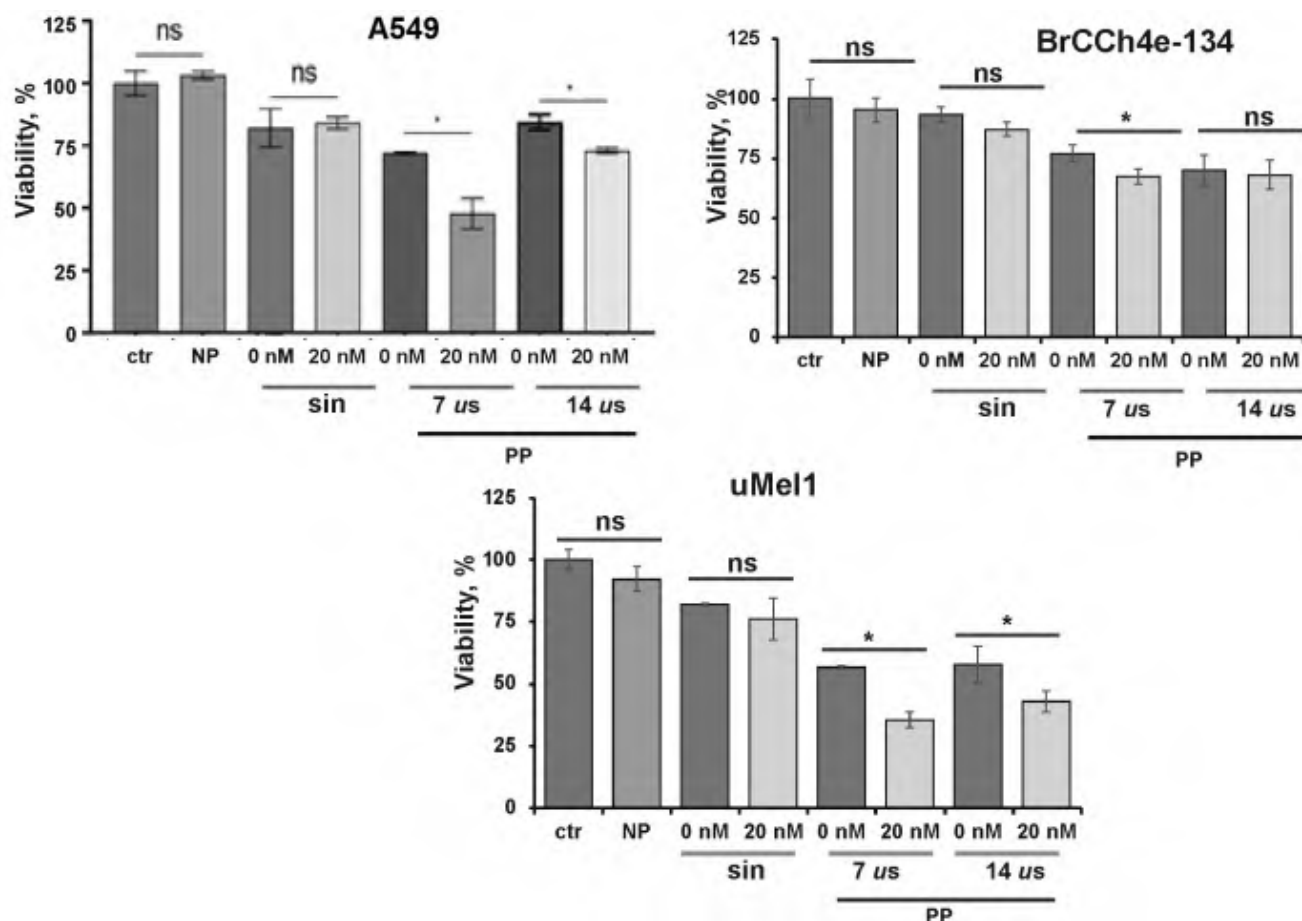 A549
Viability, %
125
100
75
50
25
0
ns
ns
*
*
ctr NP 0 nM 20 nM 0 nM 20 nM 0 nM 20 nM
sin 7 us 14 us
PP
BrCCh4e-134
Viability, %
125
100
75
50
25
0
ns
ns
*
ns
ctr NP 0 nM 20 nM 0 nM 20 nM 0 nM 20 nM
sin 7 us 14 us
PP
uMel1
Viability, %
125
100
75
50
25
0
ns
ns
*
*
ctr NP 0 nM 20 nM 0 nM 20 nM 0 nM 20 nM
sin 7 us 14 us
PP